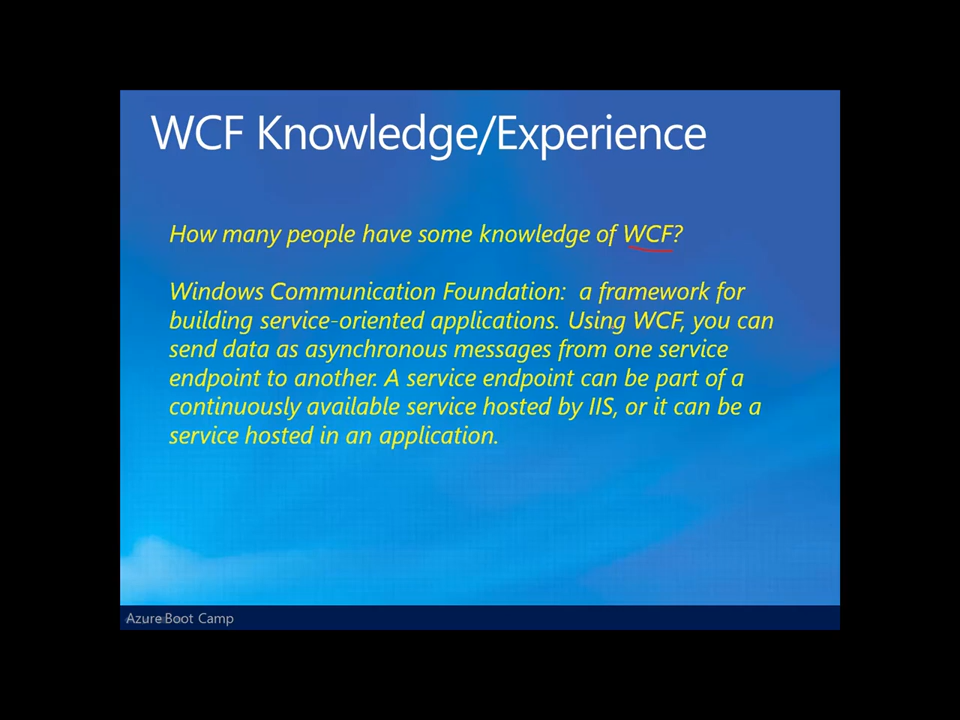 WCF Knowledge/Experience
How many people have some knowledge of WCF?
Windows Communication Foundation:  a framework for
building service-oriented applications. Using WCF, you can
send data as asynchronous messages from one service
endpoint to another. A service endpoint can be part of a
continuously available service hosted by IIS, or it can be a
service hosted in an application.
Azure Boot Camp